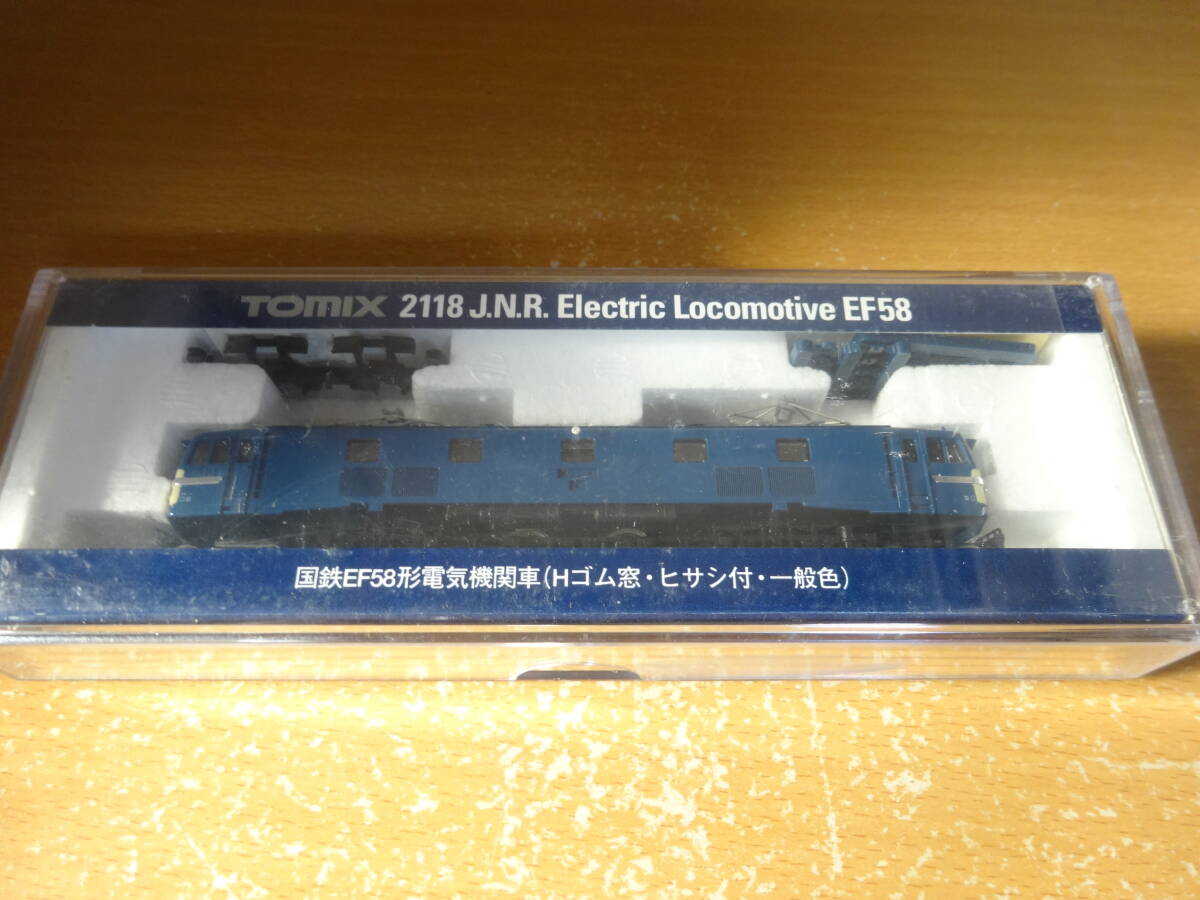 TOMIX 2118 J.N.R. Electric Locomotive EF58
国鉄EF58形電気機関車(Hゴム窓・ヒサシ付・一般色)